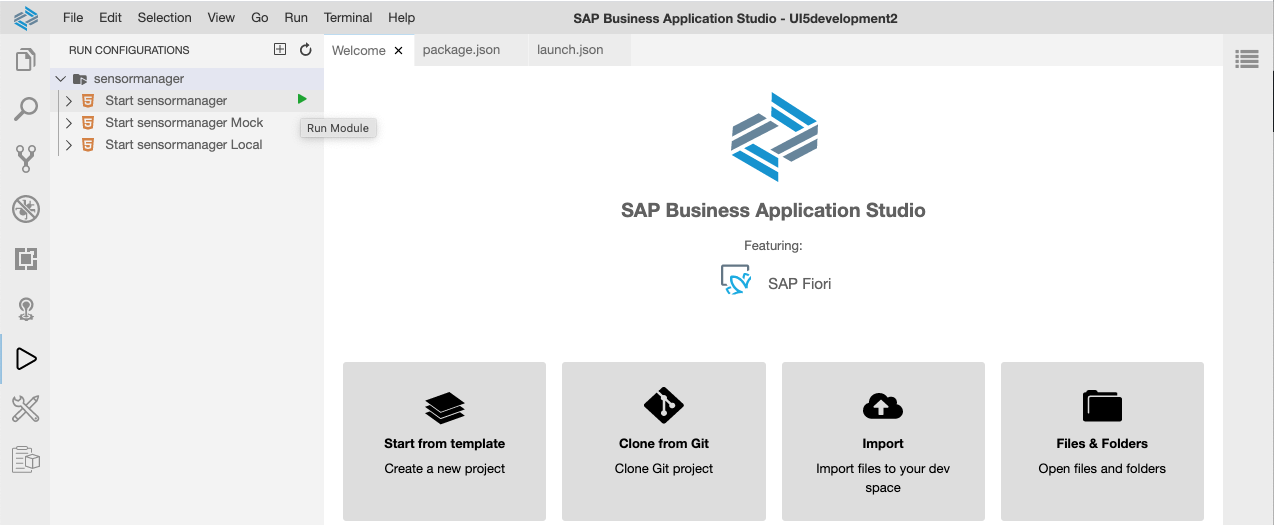 File Edit Selection View Go Run Terminal Help SAP Business Application Studio - UI5development2
RUN CONFIGURATIONS
Welcome package.json launch.json
sensormanager
Start sensormanager
Start sensormanager Mock
Run Module
Start sensormanager Local
SAP Business Application Studio
Featuring:
SAP Fiori
Start from template
Create a new project
Clone from Git
Clone Git project
Import
Import files to your dev
space
Files & Folders
Open files and folders